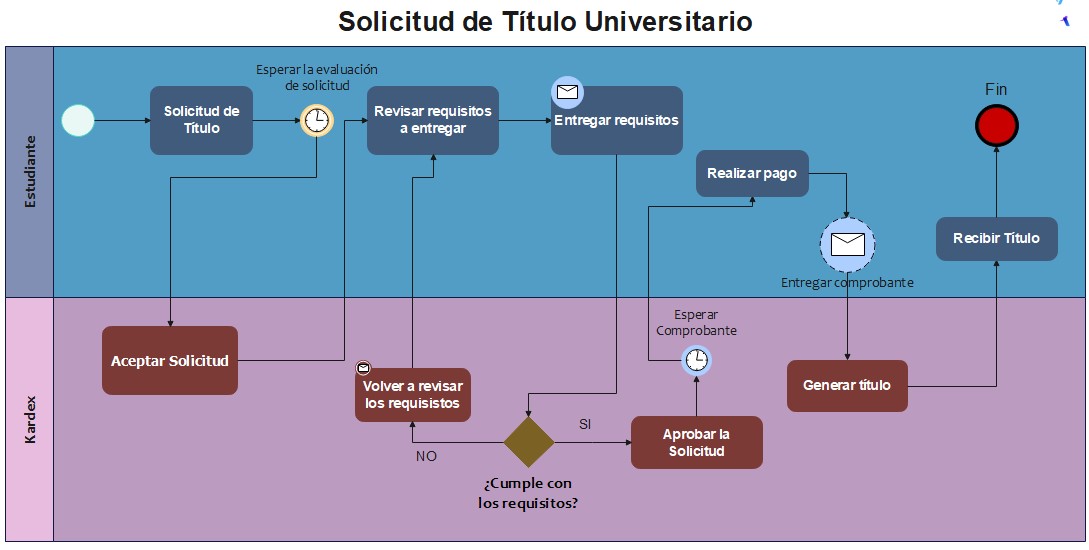 Solicitud de Título Universitario
Estudiante
Esperar la evaluación
de solicitud
Solicitud de
Título
Revisar requisitos
a entregar
Entregar requisitos
Realizar pago
Entregar comprobante
Fin
Recibir Título
Kardex
Aceptar Solicitud
Volver a revisar
los requisistos
NO
¿Cumple con
los requisitos?
SI
Aprobar la
Solicitud
Esperar
Comprobante
Generar título